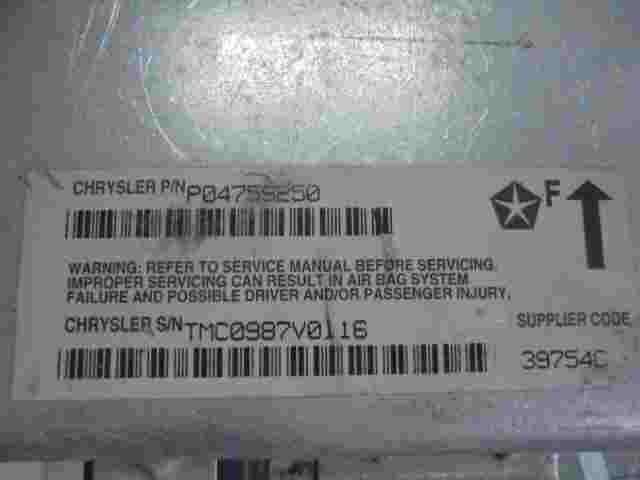 CHRYSLER P/N P04759250
F
WARNING: REFER TO SERVICE MANUAL BEFORE SERVICING.
IMPROPER SERVICING CAN RESULT IN AIR BAG SYSTEM
FAILURE AND POSSIBLE DRIVER AND/OR PASSENGER INJURY.
CHRYSLER S/N TMC0987V0116
SUPPLIER CODE
39754C